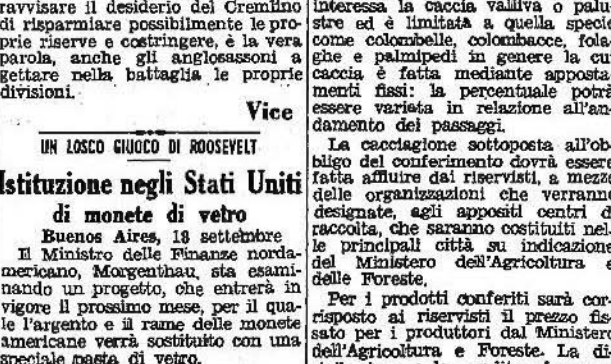 ravvisare il desiderio del Cremlino
di risparmiare possibilmente le pro-
prie riserve e costringere, è la vera
parola, anche gli anglosassoni a
gettare nella battaglia le proprie
divisioni.
Vice
UN LOSCO GIUOCO DI ROOSEVELT
Istituzione negli Stati Uniti
di monete di vetro
Buenos Aires, 18 settembre
Il Ministro delle Finanze norda-
mericano, Morgenthau, sta esami-
nando un progetto, che entrerà in
vigore il prossimo mese, per il qua-
le l'argento e il rame delle monete
americane verrà sostituito con una
speciale pasta di vetro.
interessa la caccia valliva o palu-
stre ed è limitata a quella speci
come colombelle, colombacce, fola-
ghe e palmipedi in genere la cui
caccia è fatta mediante apposta-
menti fissi: la percentuale potrà
essere variata in relazione all'an-
damento dei passaggi.
La cacciagione sottoposta all'ob-
bligo del conferimento dovrà essere
fatta affluire dai riservisti, a mezzo
delle organizzazioni che verranno
designate, agli appositi centri di
raccolta, che saranno costituiti nel-
le principali città su indicazione
del Ministero dell'Agricoltura e
delle Foreste.
Per i prodotti conferiti sarà cor-
risposto ai riservisti il prezzo fis-
sato per i produttori dal Ministero
dell'Agricoltura e Foreste. La di-